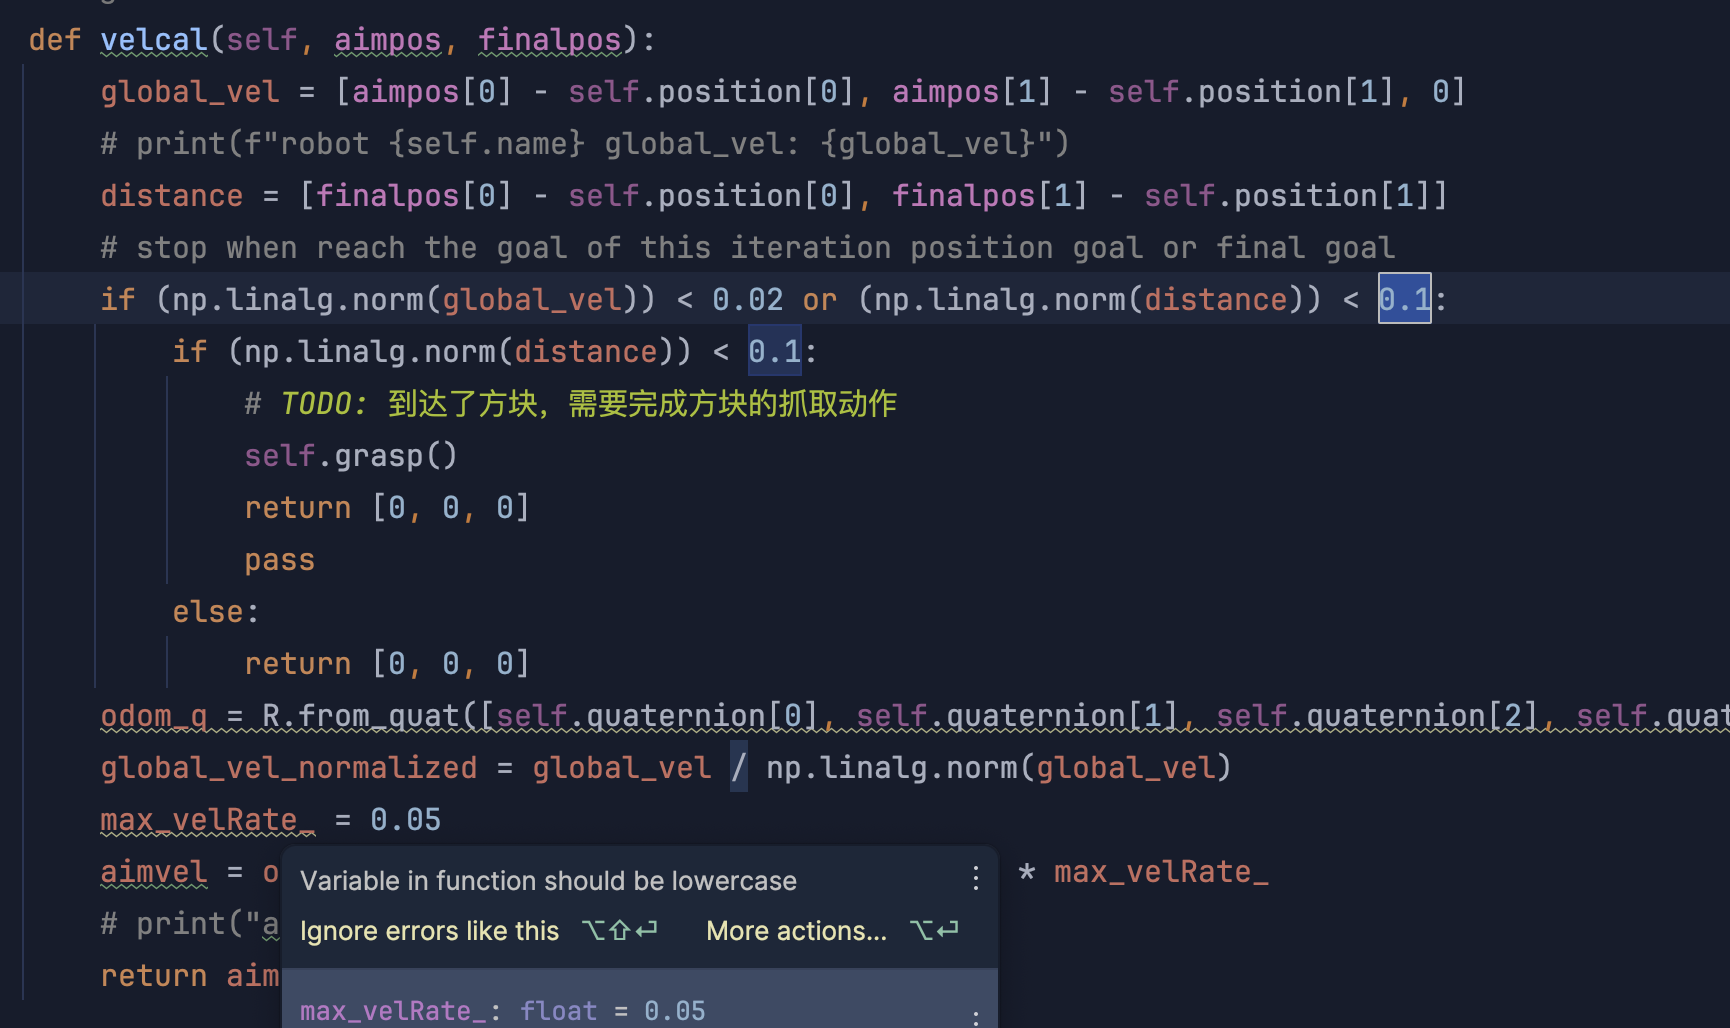 def velcal(self, aimpos, finalpos):
global_vel = [aimpos[0] - self.position[0], aimpos[1] - self.position[1], 0]
# print(f"robot {self.name} global_vel: {global_vel}")
distance = [finalpos[0] - self.position[0], finalpos[1] - self.position[1]]
# stop when reach the goal of this iteration position goal or final goal
if (np.linalg.norm(global_vel)) < 0.02 or (np.linalg.norm(distance)) < 0.1:
if (np.linalg.norm(distance)) < 0.1:
# TODO: 到达了方块，需要完成方块的抓取动作
self.grasp()
return [0, 0, 0]
pass
else:
return [0, 0, 0]
odom_q = R.from_quat([self.quaternion[0], self.quaternion[1], self.quaternion[2], self.quat
global_vel_normalized = global_vel / np.linalg.norm(global_vel)
max_velRate_ = 0.05
aimvel = o * max_velRate_
# print("a
return aim
Variable in function should be lowercase
Ignore errors like this ⌥⇧↩ More actions... ⌥↩
max_velRate_: float = 0.05